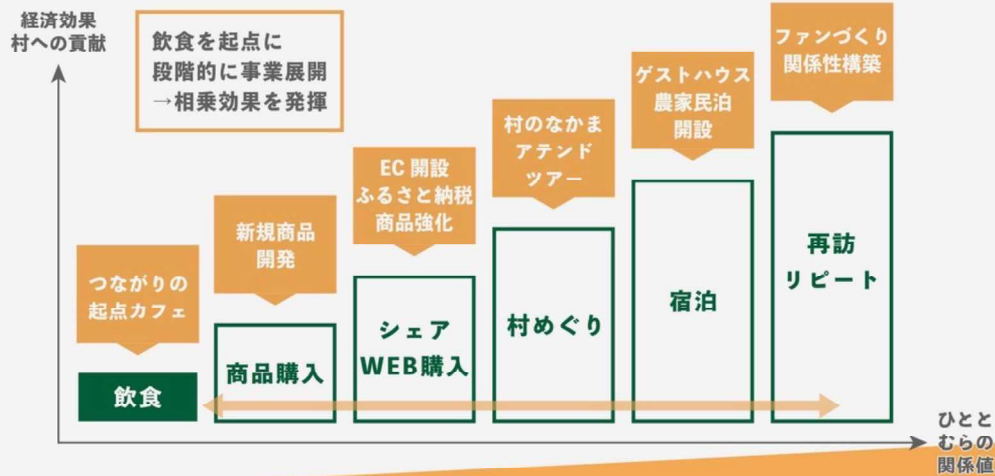 経済効果
村への貢献
飲食を起点に
段階的に事業展開
→相乗効果を発揮
つながりの
起点カフェ
新規商品
開発
EC開設
ふるさと納税
商品強化
村のなかま
アテンド
ツアー
ゲストハウス
農家民泊
開設
ファンづくり
関係性構築
飲食
商品購入
シェア
WEB購入
村めぐり
宿泊
再訪
リピート
ひとと
むらの
関係値